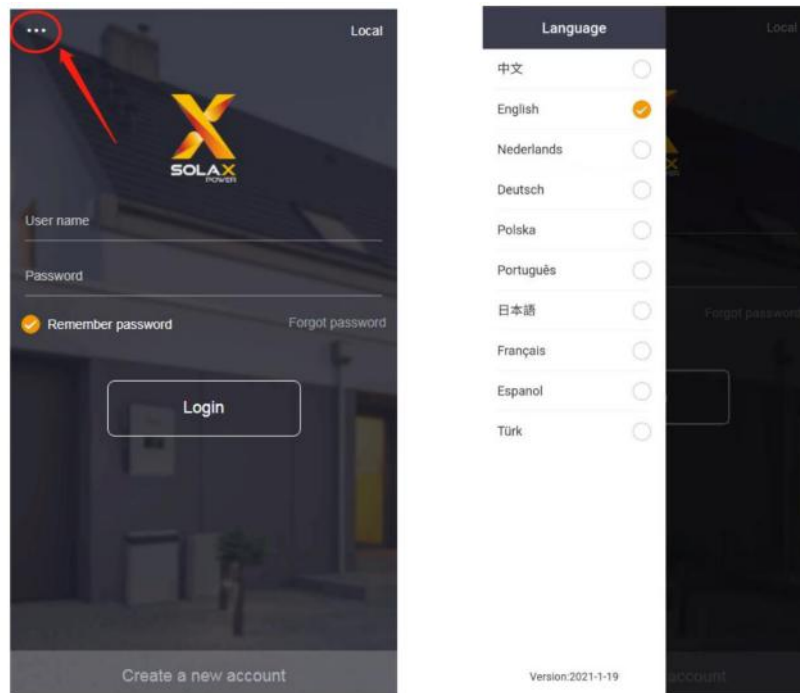 Local
SOLAX
POWER
User name
Password
Remember password
Forgot password
Login
Create a new account
Language
中文
English
Nederlands
Deutsch
Polska
Português
日本語
Français
Espanol
Türk
Version:2021-1-19
Local
Forgot password
account